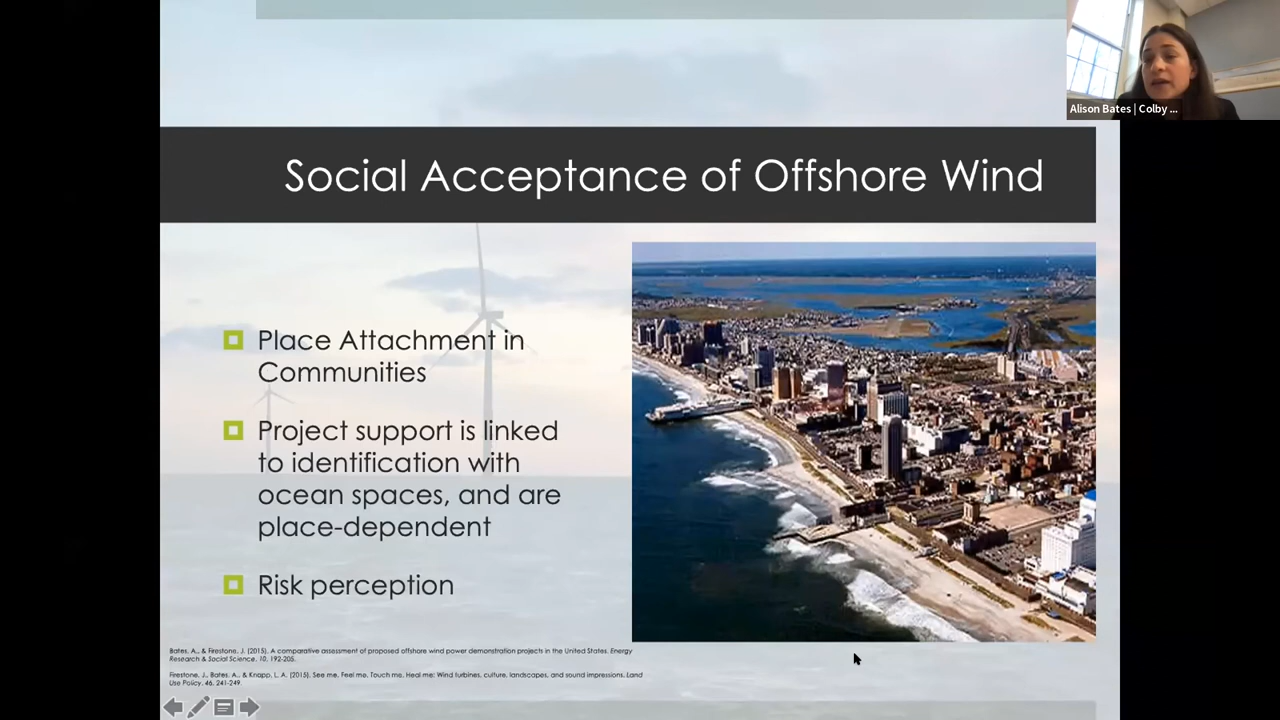 Alison Bates | Colby ...
Social Acceptance of Offshore Wind
Place Attachment in
Communities
Project support is linked
to identification with
ocean spaces, and are
place-dependent
Risk perception
Bates, A., & Firestone, J. (2015). A comparative assessment of proposed offshore wind power demonstration projects in the United States. Energy
Research & Social Science, 10, 192-205.
Firestone, J., Bates, A., & Knapp, L. A. (2015). See me, Feel me, Touch me, Heal me: Wind turbines, culture, landscapes, and sound impressions. Land
Use Policy, 46, 241-249.